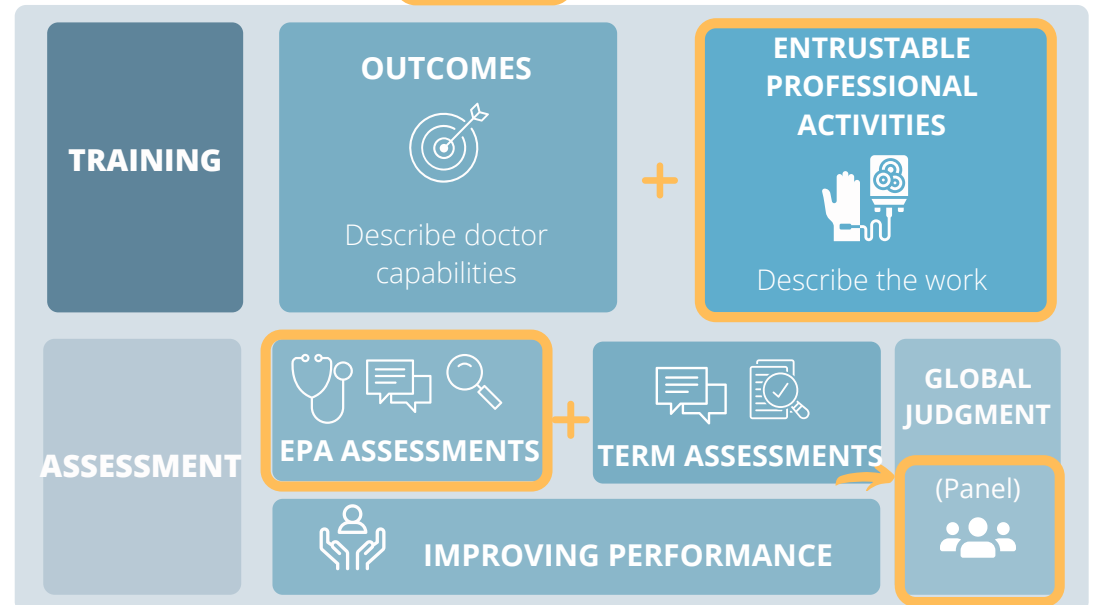 TRAINING
OUTCOMES
Describe doctor
capabilities
ENTRUSTABLE
PROFESSIONAL
ACTIVITIES
Describe the work
ASSESSMENT
EPA ASSESSMENTS
TERM ASSESSMENTS
GLOBAL
JUDGMENT
(Panel)
IMPROVING PERFORMANCE